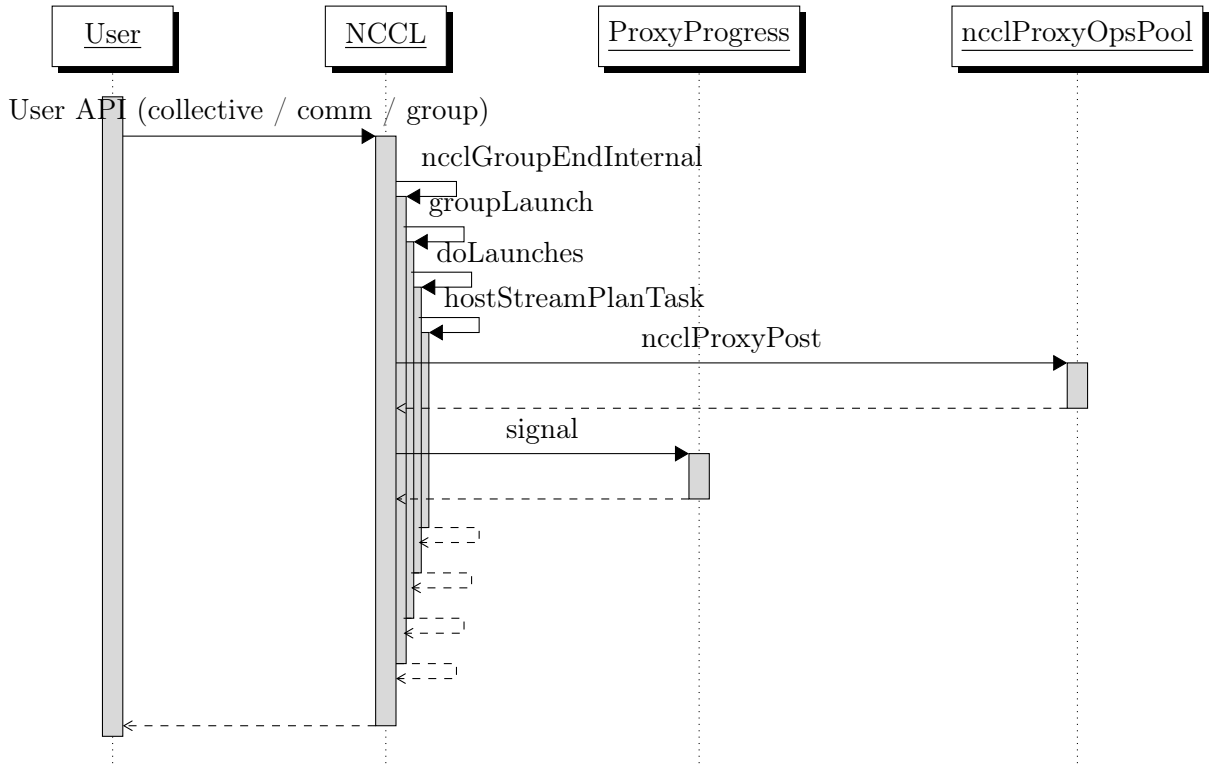 User
NCCL
ProxyProgress
ncclProxyOpsPool
User API (collective / comm / group)
ncclGroupEndInternal
groupLaunch
doLaunches
hostStreamPlanTask
ncclProxyPost
signal